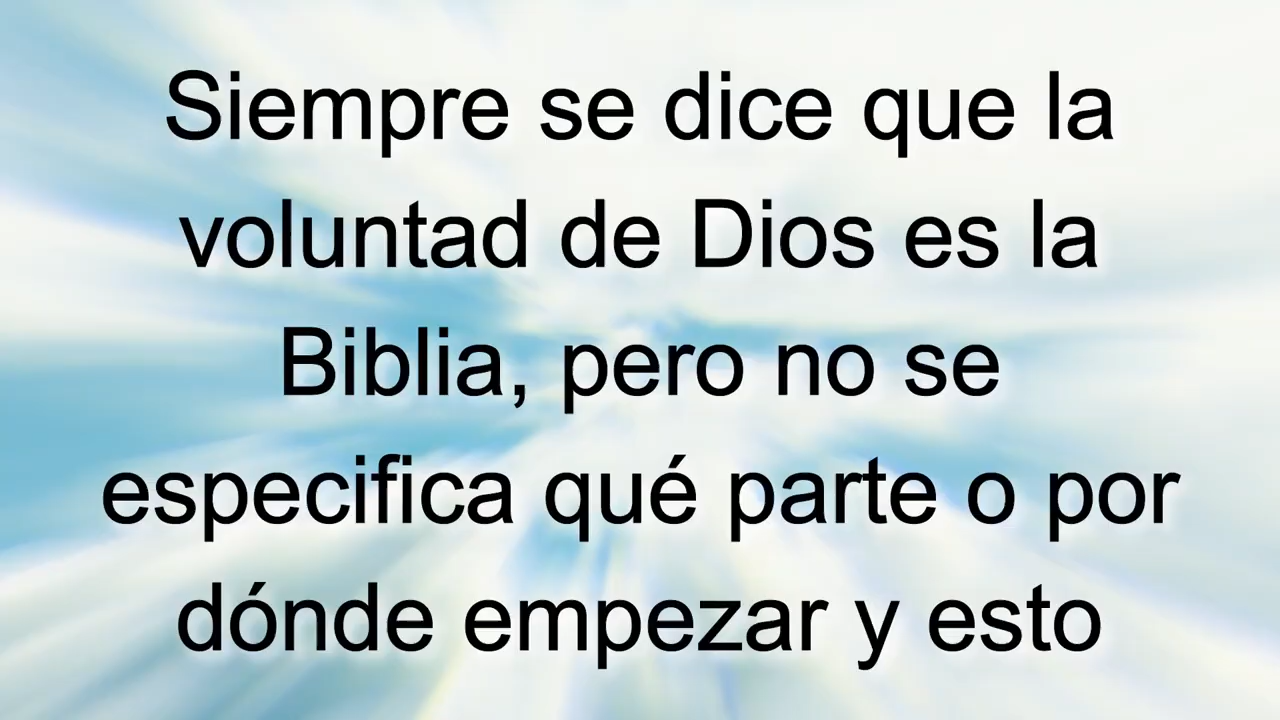 Siempre se dice que la
voluntad de Dios es la
Biblia, pero no se
especifica qué parte o por
dónde empezar y esto